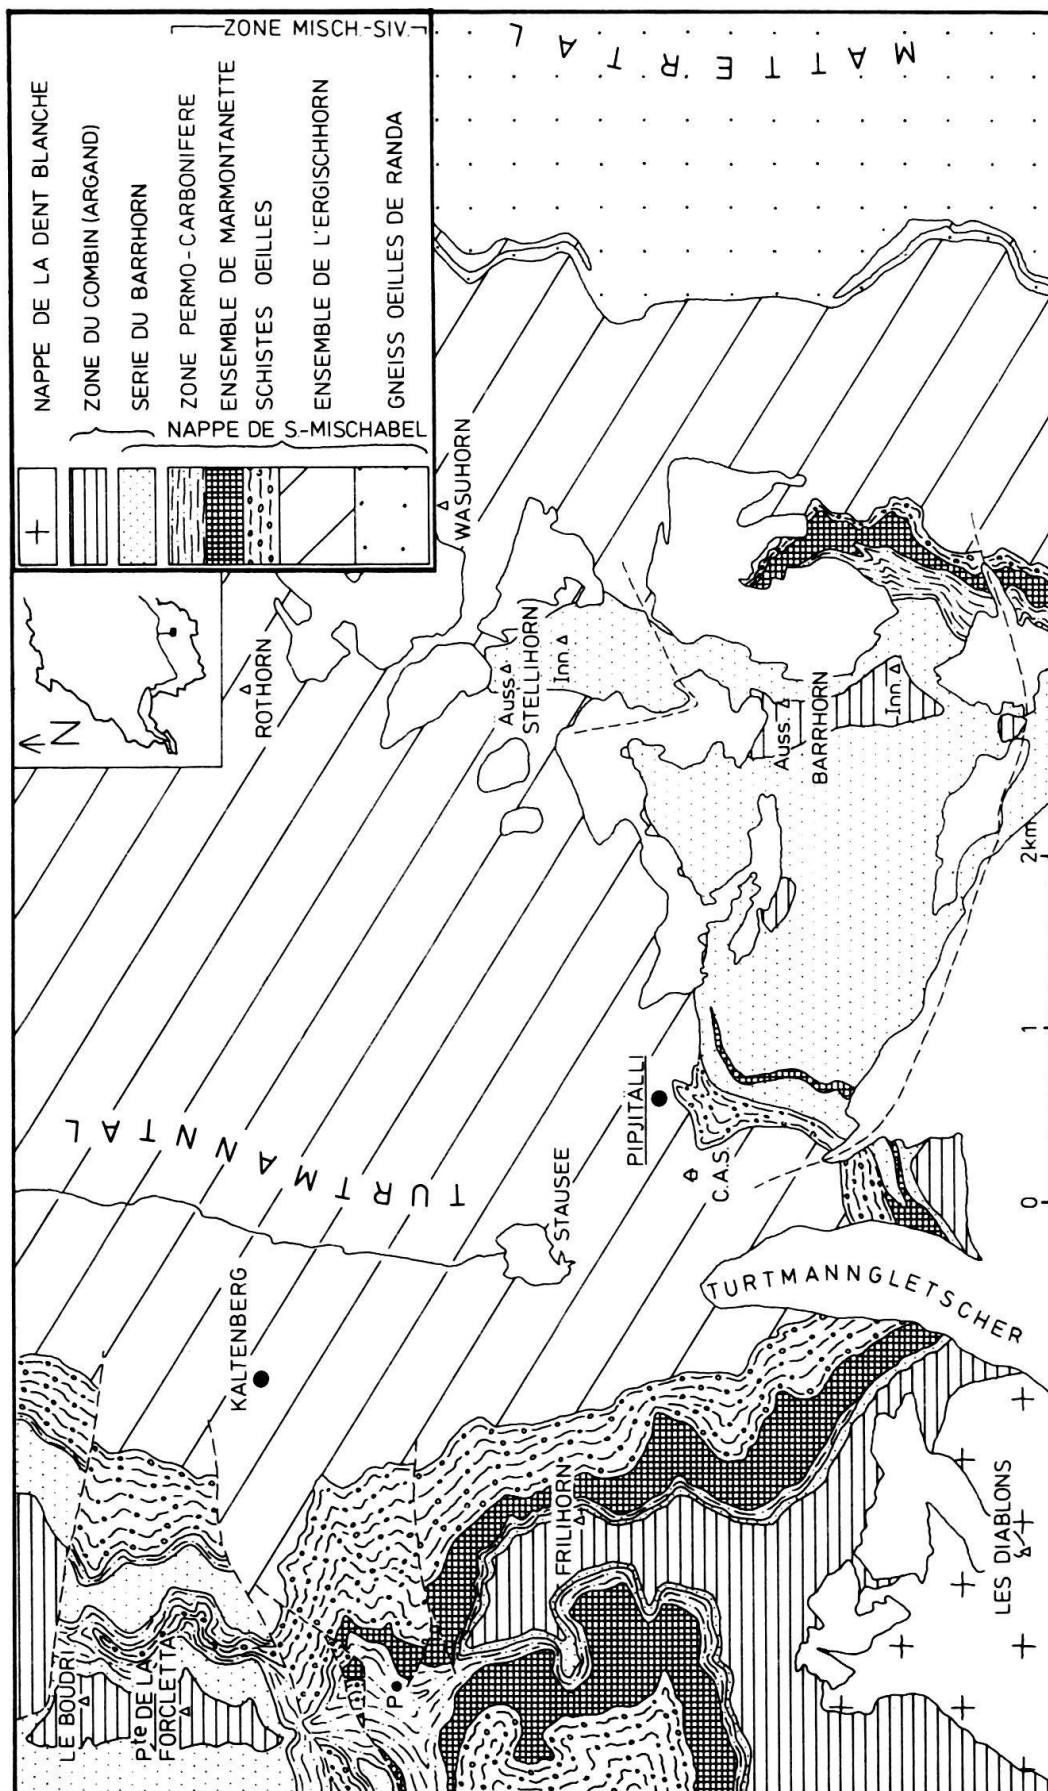 NAPPE DE LA DENT BLANCHE
ZONE DU COMBIN (ARGAND)
SERIE DU BARRHORN
ZONE PERMO-CARBONIFERE
ENSEMBLE DE MARMONTANETTE
SCHISTES OEILLES
ENSEMBLE DE L'ERGISCHHORN
GNEISS OEILLES DE RANDA
ZONE MISCH.-SIV.
NAPPE DE S.-MISCHABEL
N
MATTERTAL
WASUHORN
ROTHORN
Auss.
STELLIHORN
Inn.
Auss.
BARRHORN
Inn.
TURTMANNTAL
STAUSEE
PIPJITALLI
C.A.S.
KALTENBERG
TURTMANNGLETSCHER
LE BOUDRI
Pte DE LA
FORCLETTA
P
FRILIHORN
LES DIABLONS
0
1
2km